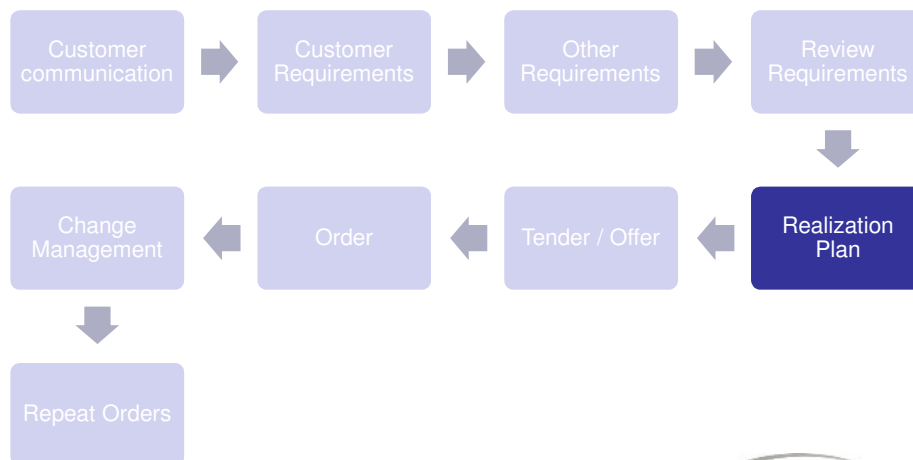 Customer
communication
Customer
Requirements
Other
Requirements
Review
Requirements
Realization
Plan
Tender / Offer
Order
Change
Management
Repeat Orders